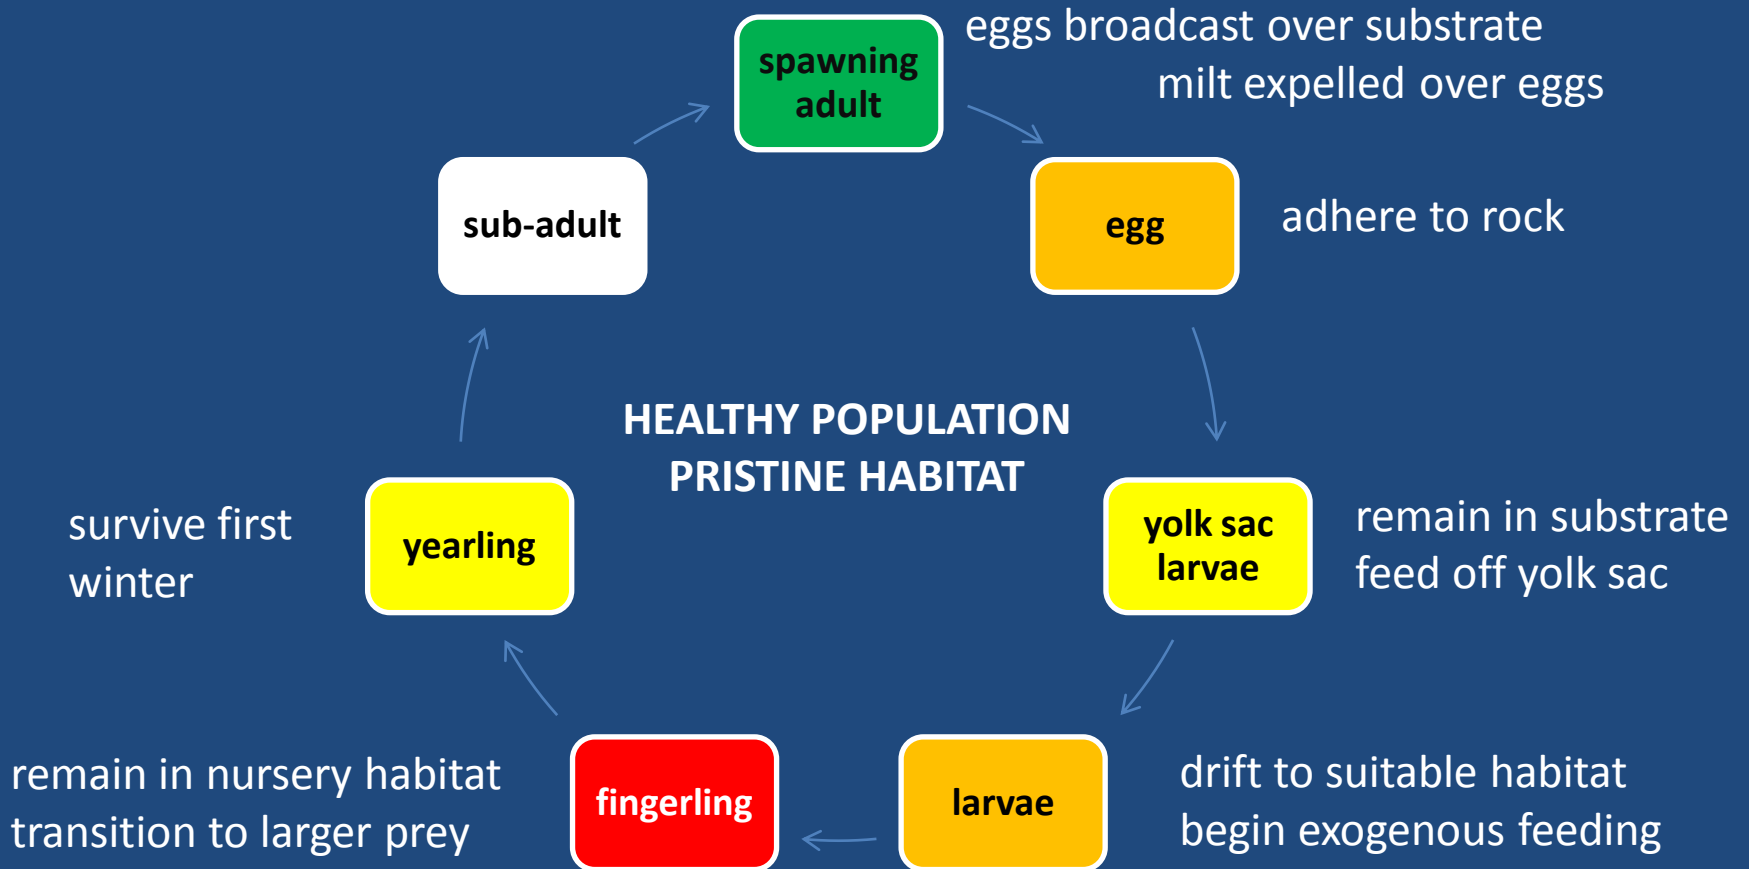 spawning
adult
eggs broadcast over substrate
milt expelled over eggs
egg
adhere to rock
yolk sac
larvae
remain in substrate
feed off yolk sac
larvae
drift to suitable habitat
begin exogenous feeding
fingerling
remain in nursery habitat
transition to larger prey
yearling
survive first
winter
sub-adult
HEALTHY POPULATION
PRISTINE HABITAT